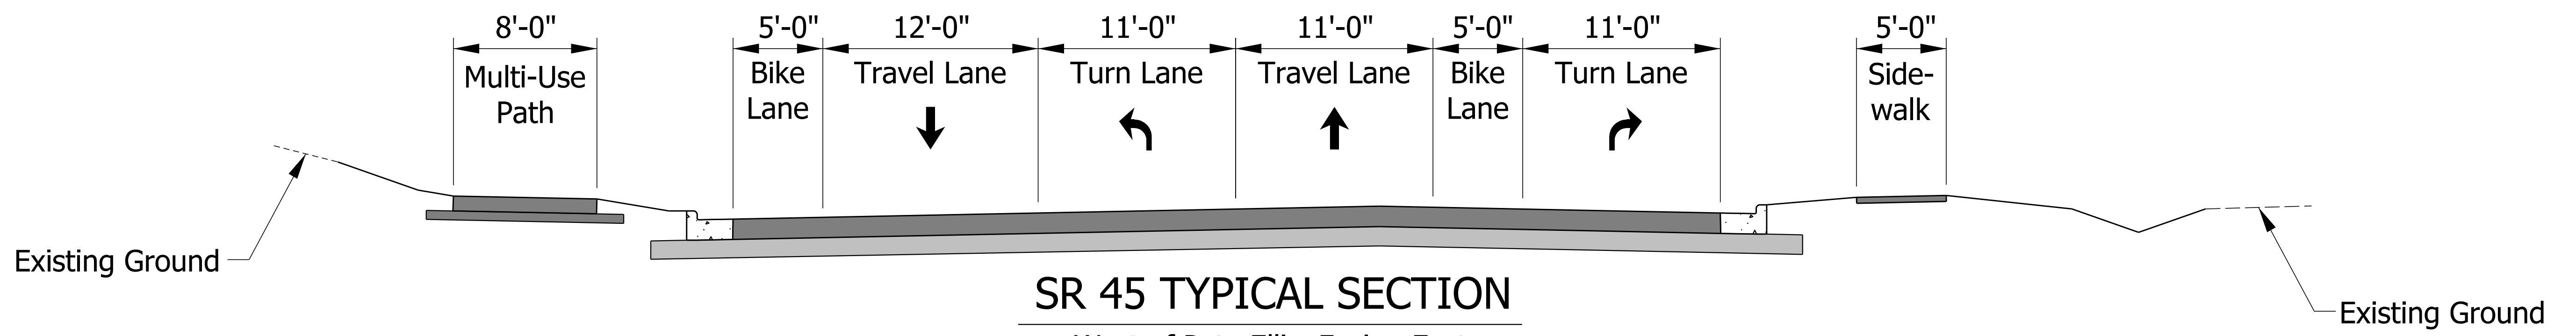 8'-0" 5'-0" 12'-0" 11'-0" 11'-0" 5'-0" 11'-0" 5'-0"
Multi-Use Path
Bike Lane
Travel Lane
Turn Lane
Travel Lane
Bike Lane
Turn Lane
Side-
walk
Existing Ground
SR 45 TYPICAL SECTION
Existing Ground